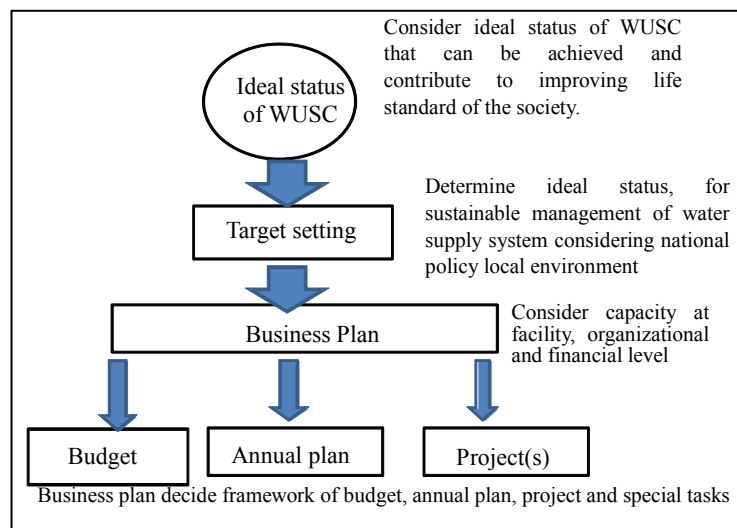 Consider ideal status of WUSC
that can be achieved and
contribute to improving life
standard of the society.
Ideal status
of WUSC
Determine ideal status, for
sustainable management of water
supply system considering national
policy local environment
Target setting
Consider capacity at
facility, organizational
and financial level
Business Plan
Budget
Annual plan
Project(s)
Business plan decide framework of budget, annual plan, project and special tasks